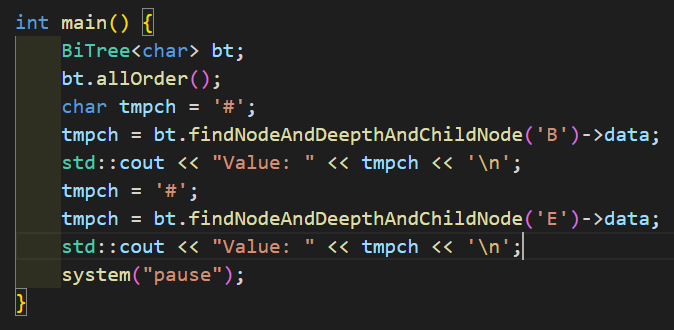 int main() {
    BiTree<char> bt;
    bt.allOrder();
    char tmpch = '#';
    tmpch = bt.findNodeAndDeepthAndChildNode('B')->data;
    std::cout << "Value: " << tmpch << '\n';
    tmpch = '#';
    tmpch = bt.findNodeAndDeepthAndChildNode('E')->data;
    std::cout << "Value: " << tmpch << '\n';
    system("pause");
}